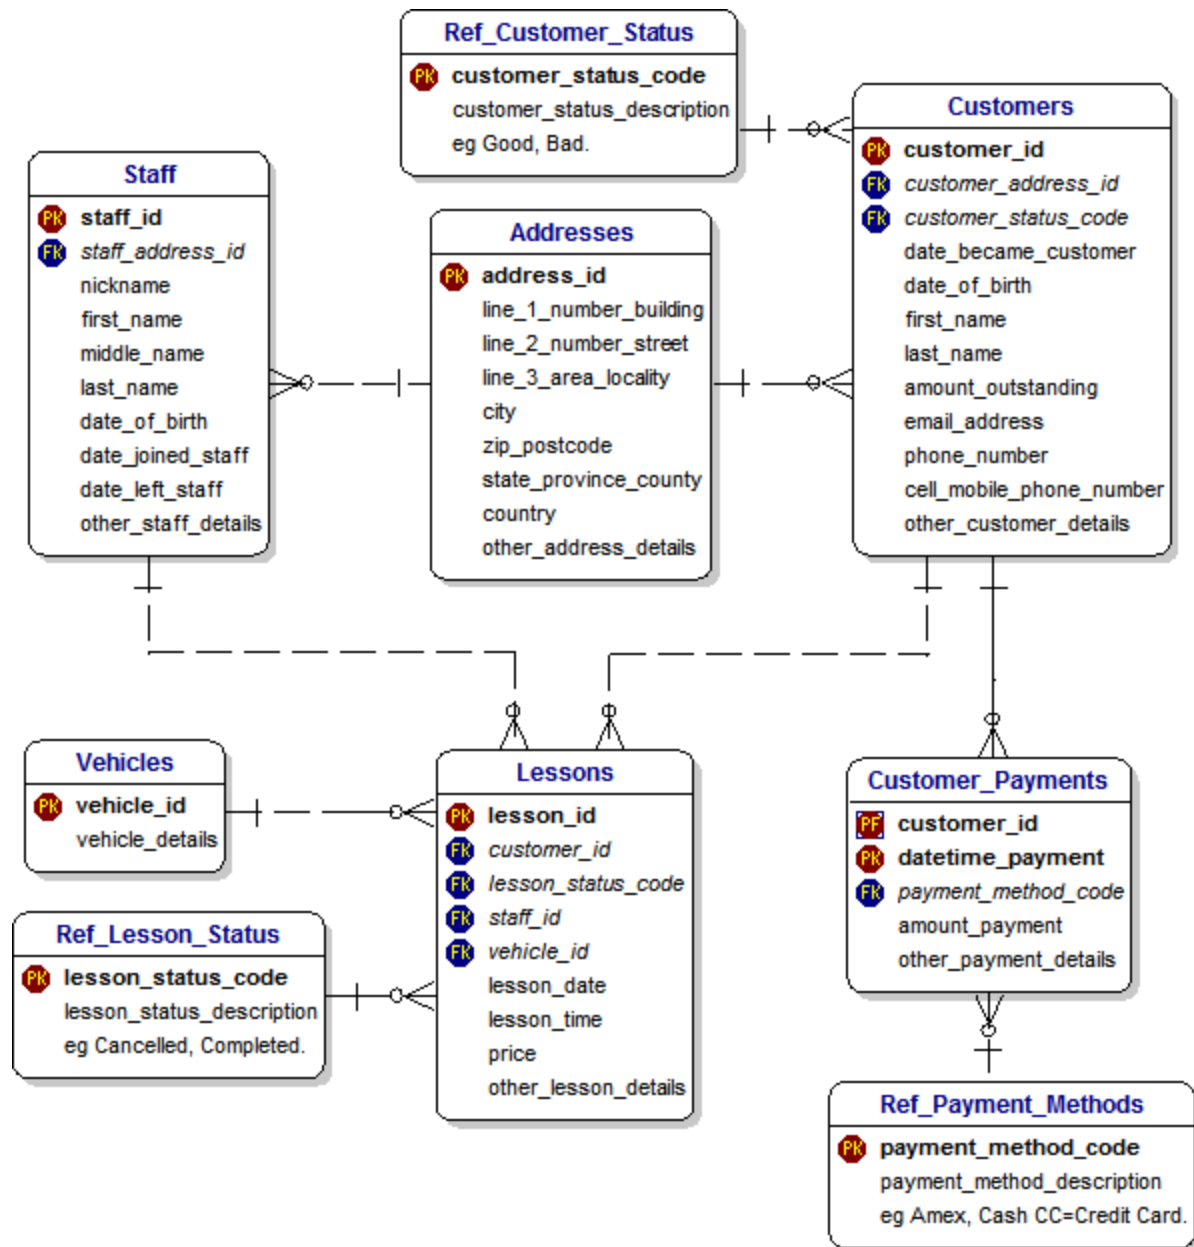 Ref_Customer_Status
PK customer_status_code
customer_status_description
eg Good, Bad.
Customers
PK customer_id
FK customer_address_id
FK customer_status_code
date_became_customer
date_of_birth
first_name
last_name
amount_outstanding
email_address
phone_number
cell_mobile_phone_number
other_customer_details
Staff
PK staff_id
FK staff_address_id
nickname
first_name
middle_name
last_name
date_of_birth
date_joined_staff
date_left_staff
other_staff_details
Addresses
PK address_id
line_1_number_building
line_2_number_street
line_3_area_locality
city
zip_postcode
state_province_county
country
other_address_details
Vehicles
PK vehicle_id
vehicle_details
Lessons
PK lesson_id
FK customer_id
FK lesson_status_code
FK staff_id
FK vehicle_id
lesson_date
lesson_time
price
other_lesson_details
Customer_Payments
PF customer_id
PK datetime_payment
FK payment_method_code
amount_payment
other_payment_details
Ref_Lesson_Status
PK lesson_status_code
lesson_status_description
eg Cancelled, Completed.
Ref_Payment_Methods
PK payment_method_code
payment_method_description
eg Amex, Cash CC=Credit Card.